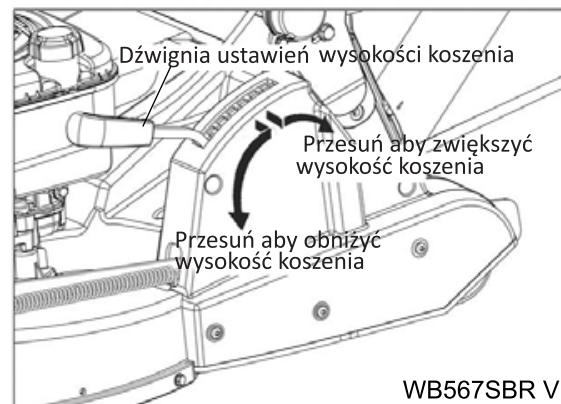 Dźwignia ustawień wysokości koszenia
Przesuń aby zwiększyć
wysokość koszenia
Przesuń aby obniżyć
wysokość koszenia
WB567SBR V